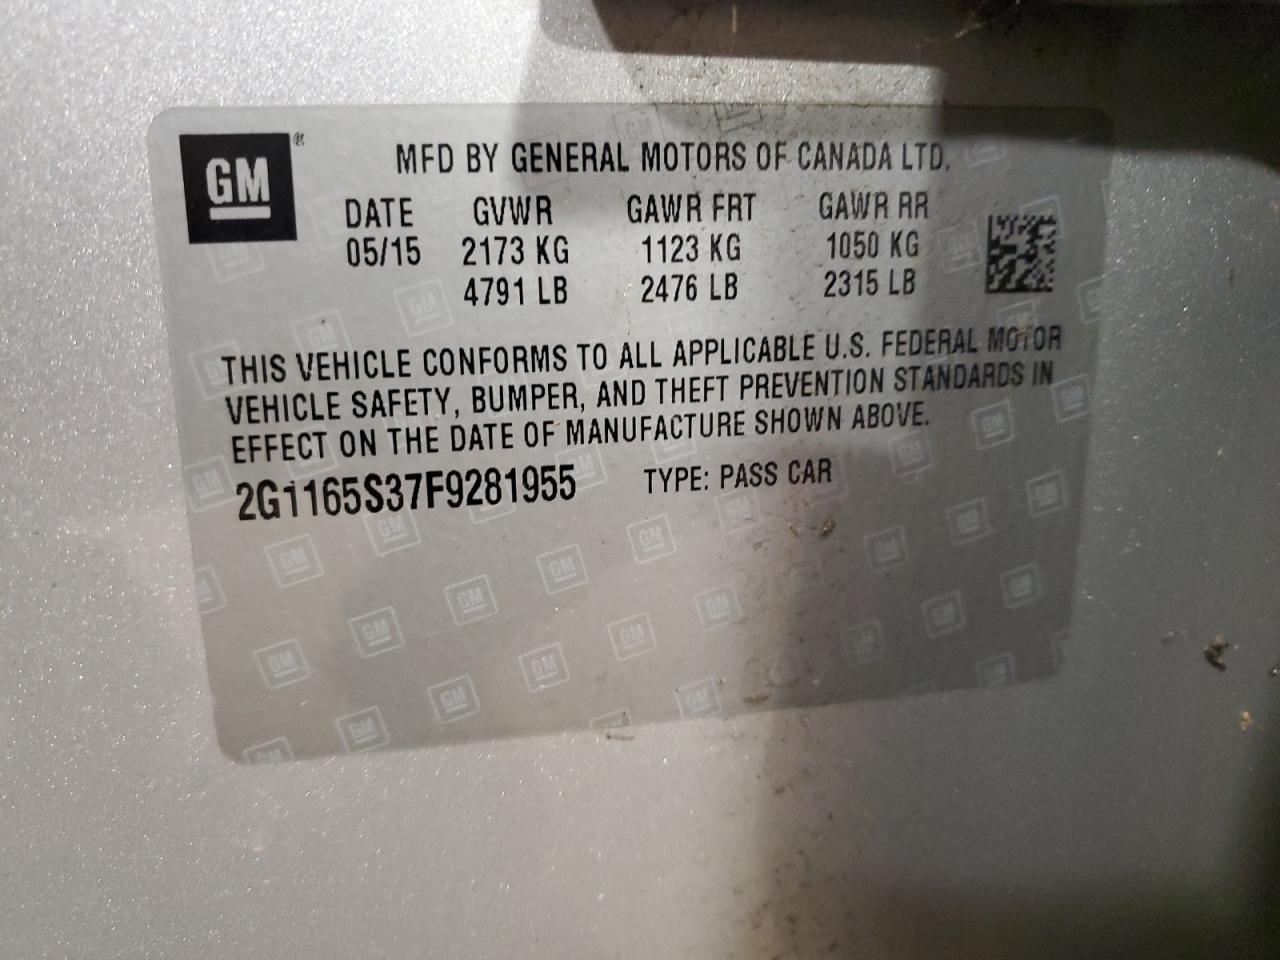 GM®
MFD BY GENERAL MOTORS OF CANADA LTD.
DATE GVWR GAWR FRT GAWR RR
05/15 2173 KG 1123 KG 1050 KG
4791 LB 2476 LB 2315 LB
THIS VEHICLE CONFORMS TO ALL APPLICABLE U.S. FEDERAL MOTOR
VEHICLE SAFETY, BUMPER, AND THEFT PREVENTION STANDARDS IN
EFFECT ON THE DATE OF MANUFACTURE SHOWN ABOVE.
2G1165S37F9281955 TYPE: PASS CAR